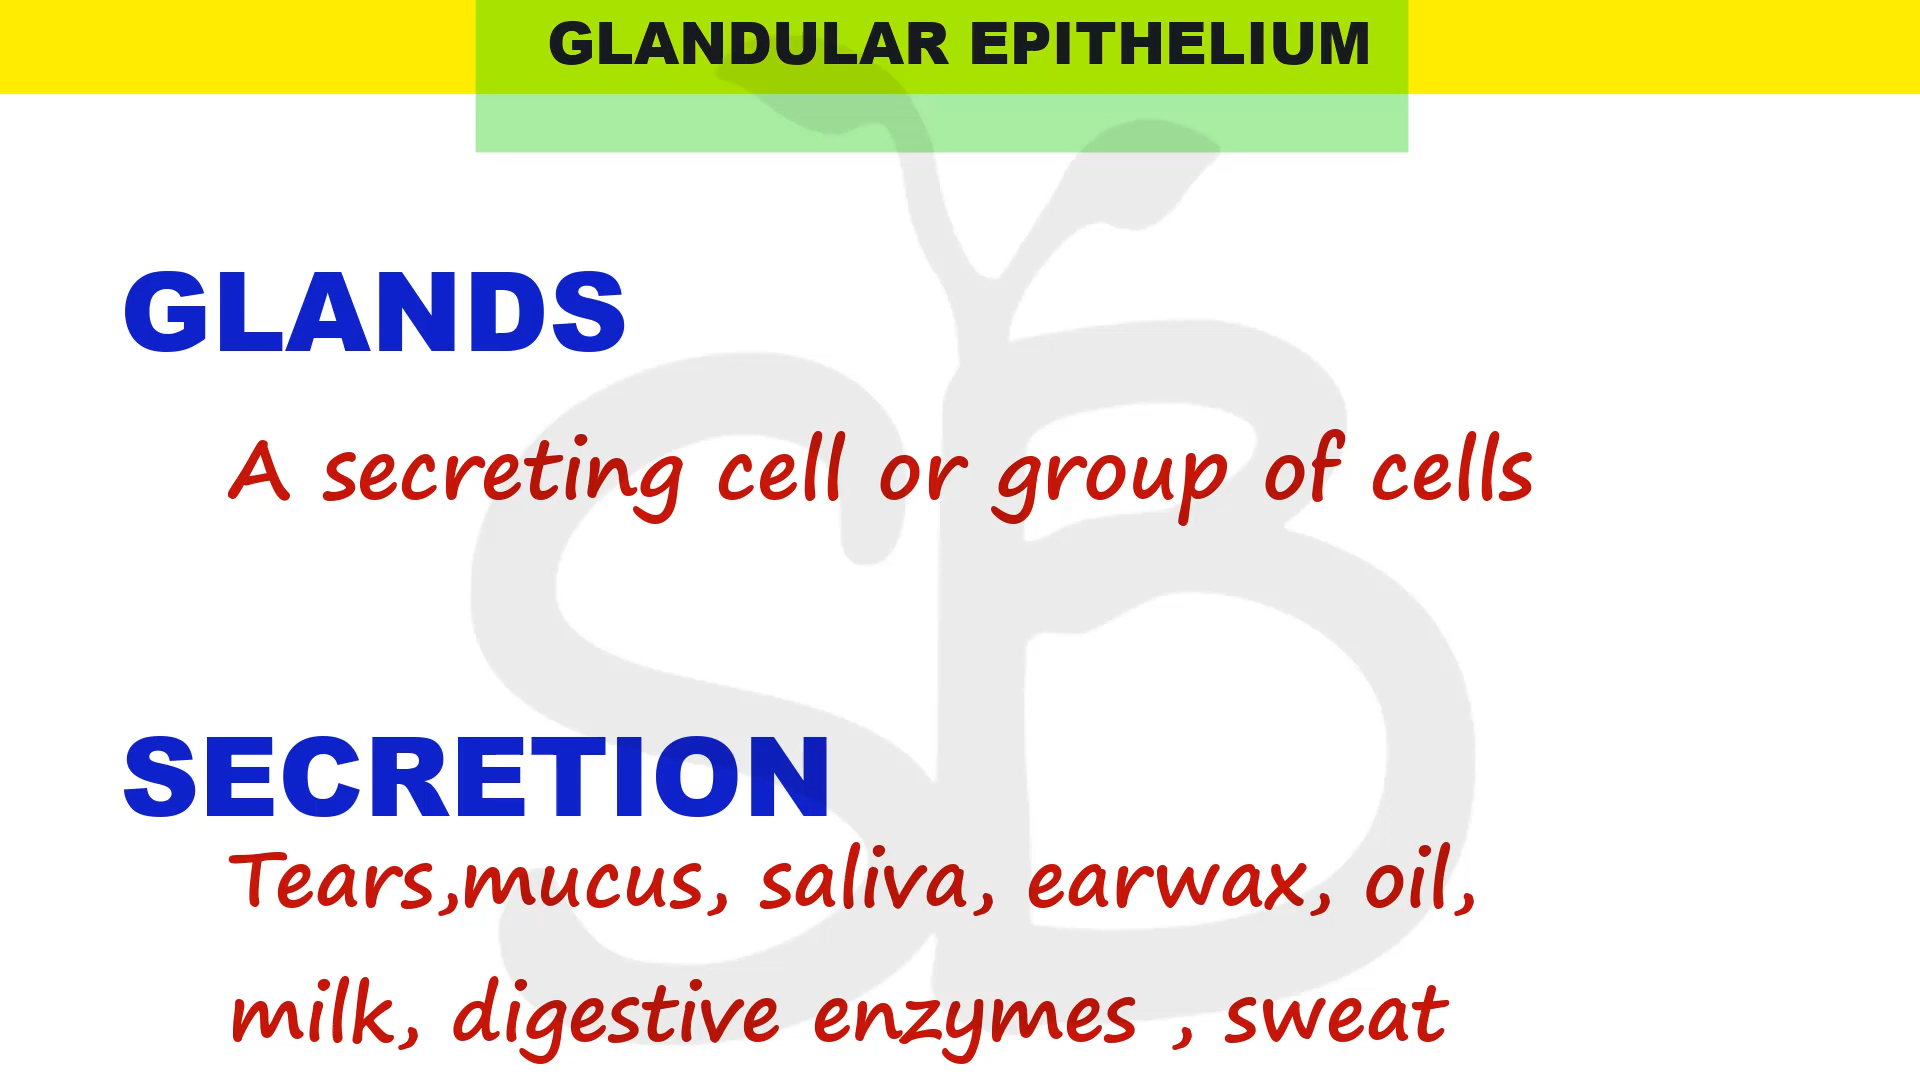 GLANDULAR EPITHELIUM
GLANDS
A secreting cell or group of cells
SECRETION
Tears,mucus, saliva, earwax, oil,
milk, digestive enzymes , sweat
SB